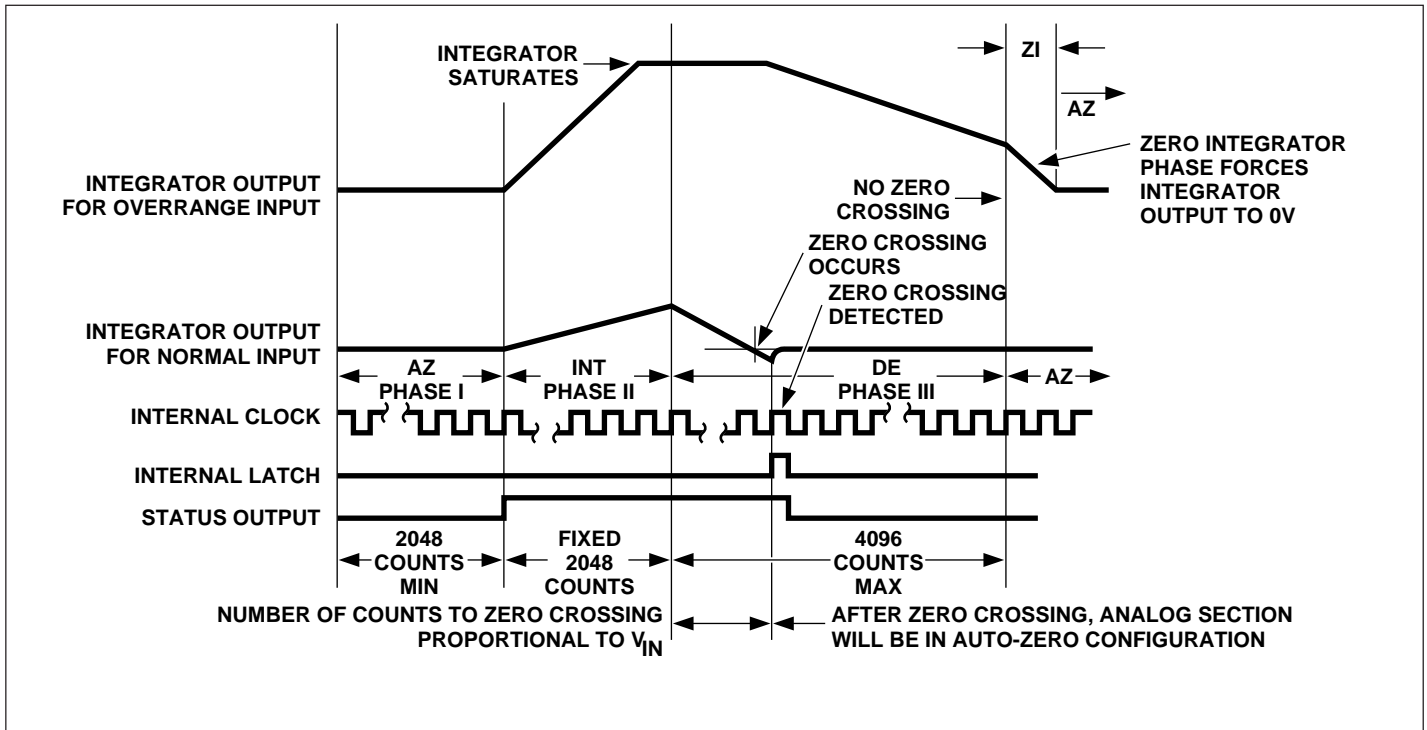 INTEGRATOR
SATURATES
ZI
AZ
ZERO INTEGRATOR
PHASE FORCES
INTEGRATOR
OUTPUT TO 0V
INTEGRATOR OUTPUT
FOR OVERRANGE INPUT
NO ZERO
CROSSING
ZERO CROSSING
OCCURS
ZERO CROSSING
DETECTED
INTEGRATOR OUTPUT
FOR NORMAL INPUT
AZ
PHASE I
INT
PHASE II
DE
PHASE III
AZ
INTERNAL CLOCK
INTERNAL LATCH
STATUS OUTPUT
2048
COUNTS
MIN
FIXED
2048
COUNTS
4096
COUNTS
MAX
NUMBER OF COUNTS TO ZERO CROSSING
PROPORTIONAL TO VIN
AFTER ZERO CROSSING, ANALOG SECTION
WILL BE IN AUTO-ZERO CONFIGURATION